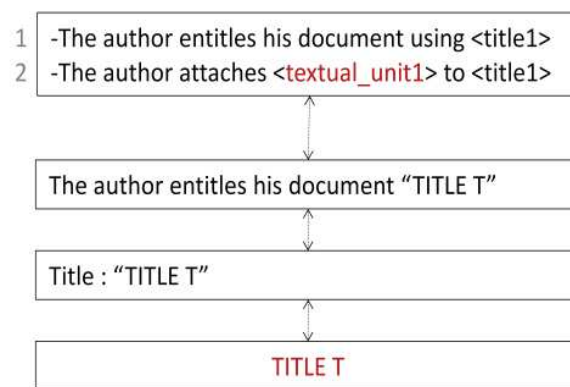 1 -The author entitles his document using <title1>
2 -The author attaches <textual_unit1> to <title1>
The author entitles his document “TITLE T”
Title : “TITLE T”
TITLE T